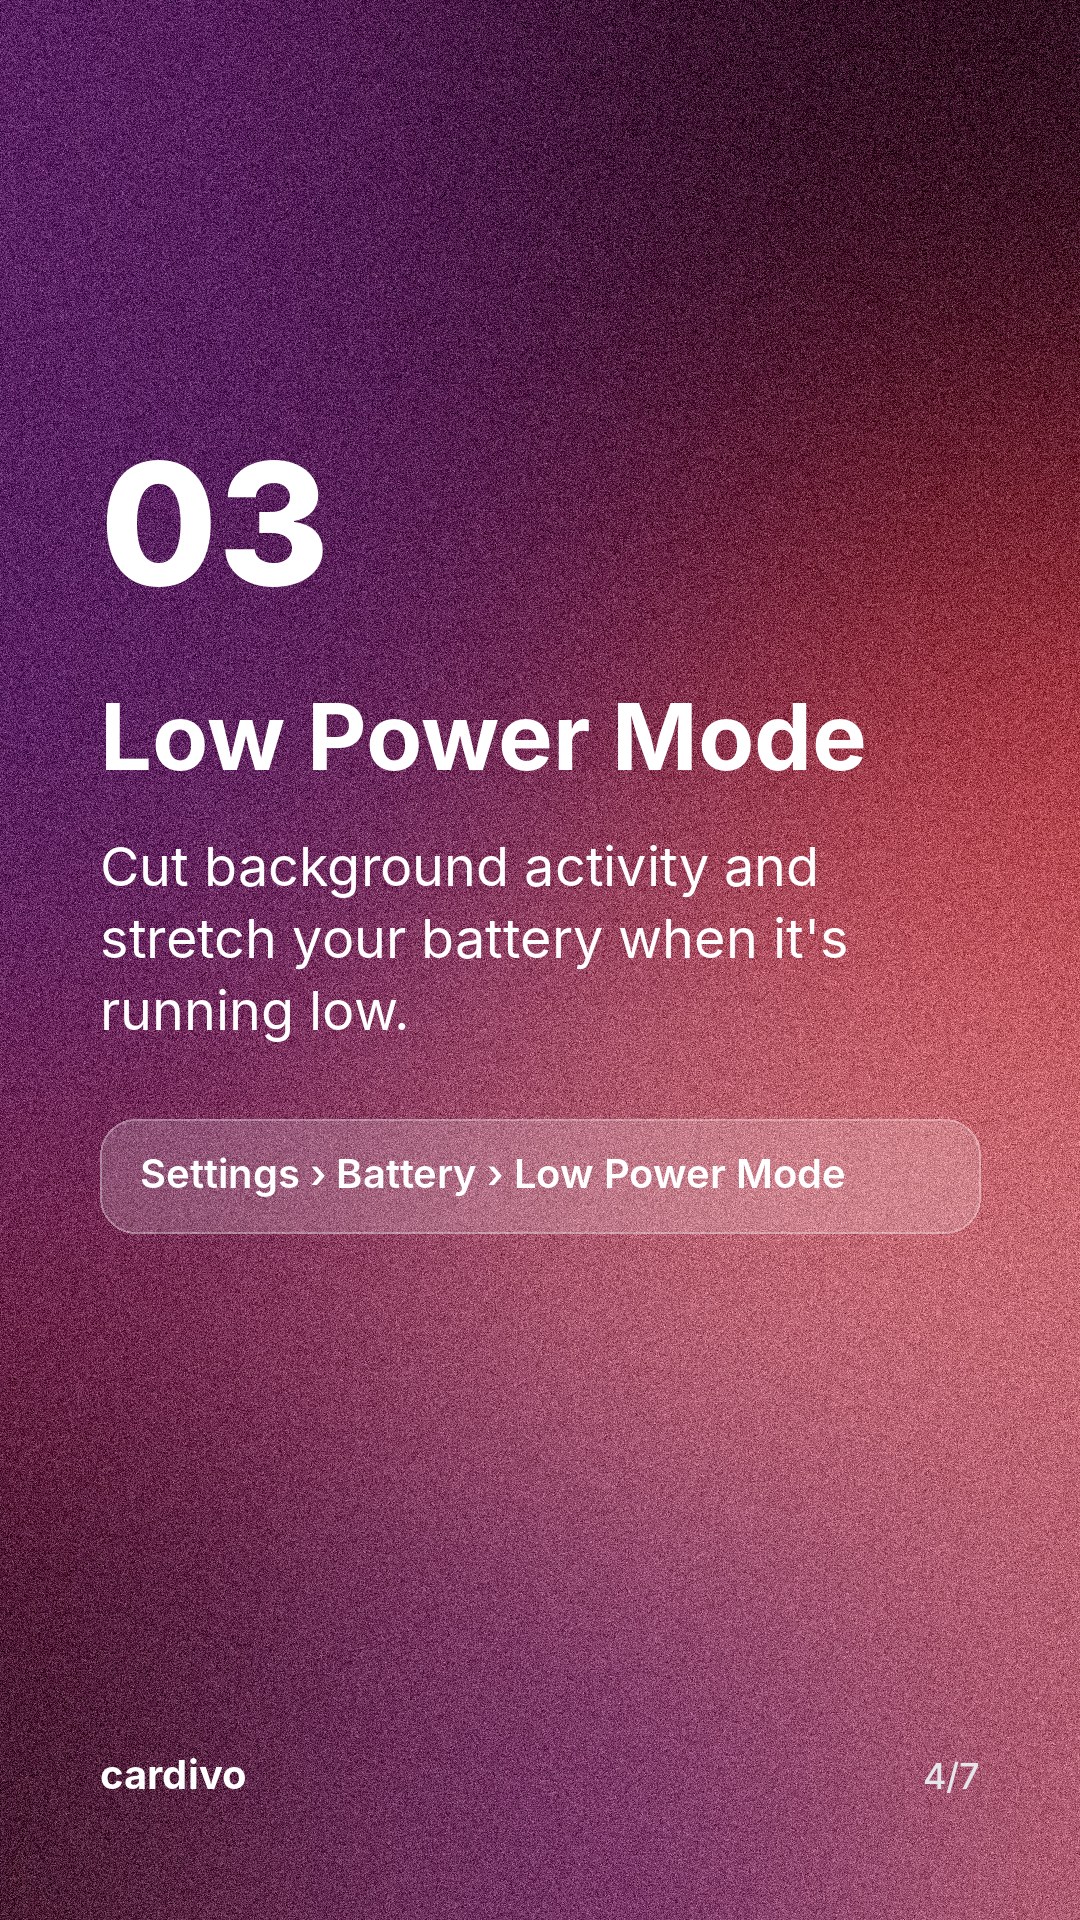 03
Low Power Mode
Cut background activity and
stretch your battery when it's
running low.
Settings › Battery › Low Power Mode
cardivo
4/7